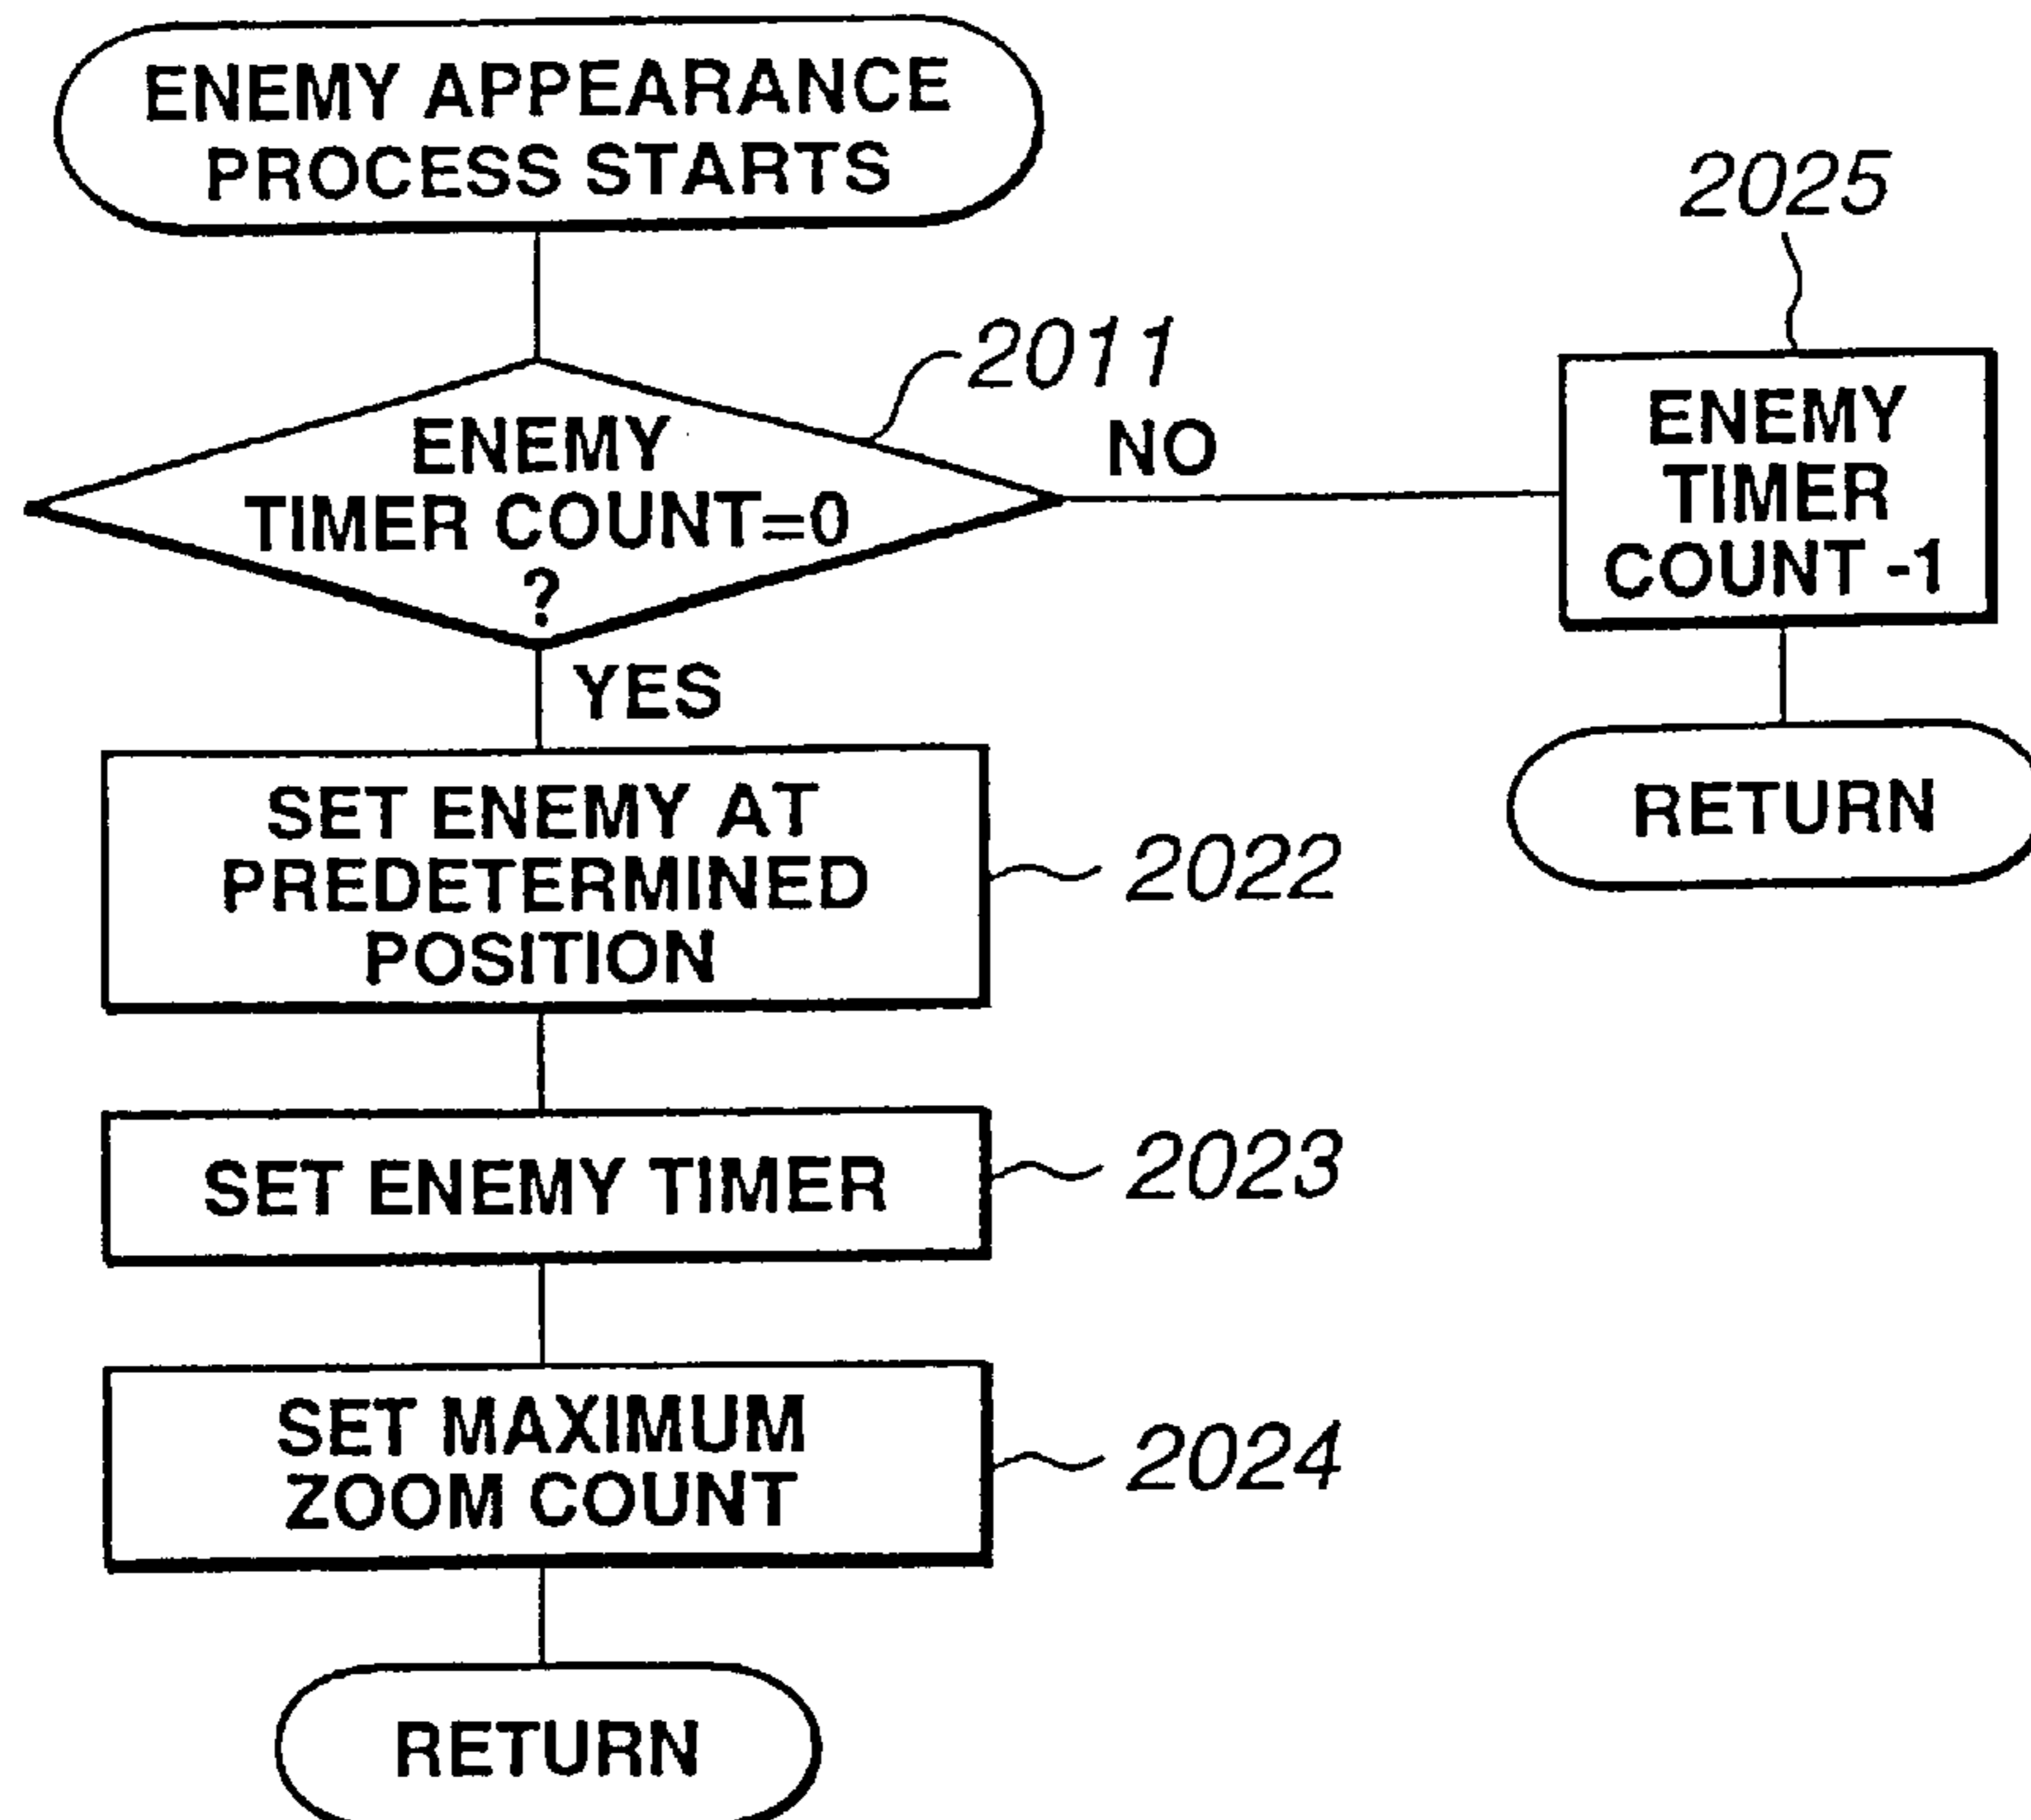 ENEMY APPEARANCE
PROCESS STARTS
2011
ENEMY
TIMER COUNT=0
?
NO
YES
2025
ENEMY
TIMER
COUNT -1
RETURN
SET ENEMY AT
PREDETERMINED
POSITION
2022
SET ENEMY TIMER
2023
SET MAXIMUM
ZOOM COUNT
2024
RETURN